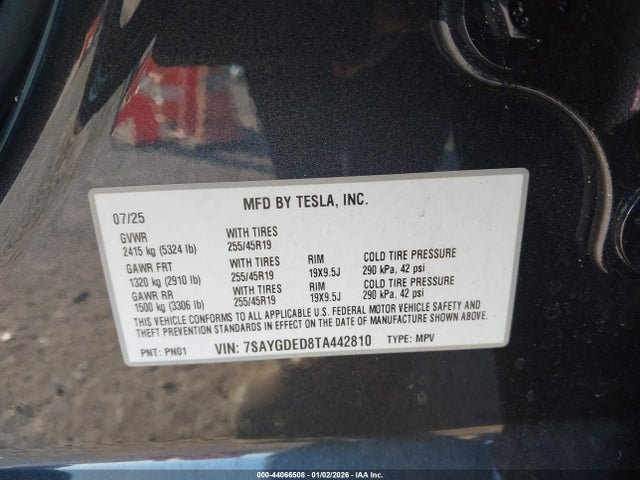 MFD BY TESLA, INC.
07/25
GVWR WITH TIRES
2415 kg (5324 lb) 255/45R19
GAWR FRT WITH TIRES RIM COLD TIRE PRESSURE
1320 kg (2910 lb) 255/45R19 19X9.5J 290 kPa, 42 psi
GAWR RR WITH TIRES RIM COLD TIRE PRESSURE
1500 kg (3306 lb) 255/45R19 19X9.5J 290 kPa, 42 psi
THIS VEHICLE CONFORMS TO ALL APPLICABLE U.S. FEDERAL MOTOR VEHICLE SAFETY AND
THEFT PREVENTION STANDARDS IN EFFECT ON THE DATE OF MANUFACTURE SHOWN ABOVE.
PNT: PN01 VIN: 7SAYGDED8TA442810 TYPE: MPV
000-44066508 - 01/02/2026 - IAA Inc.